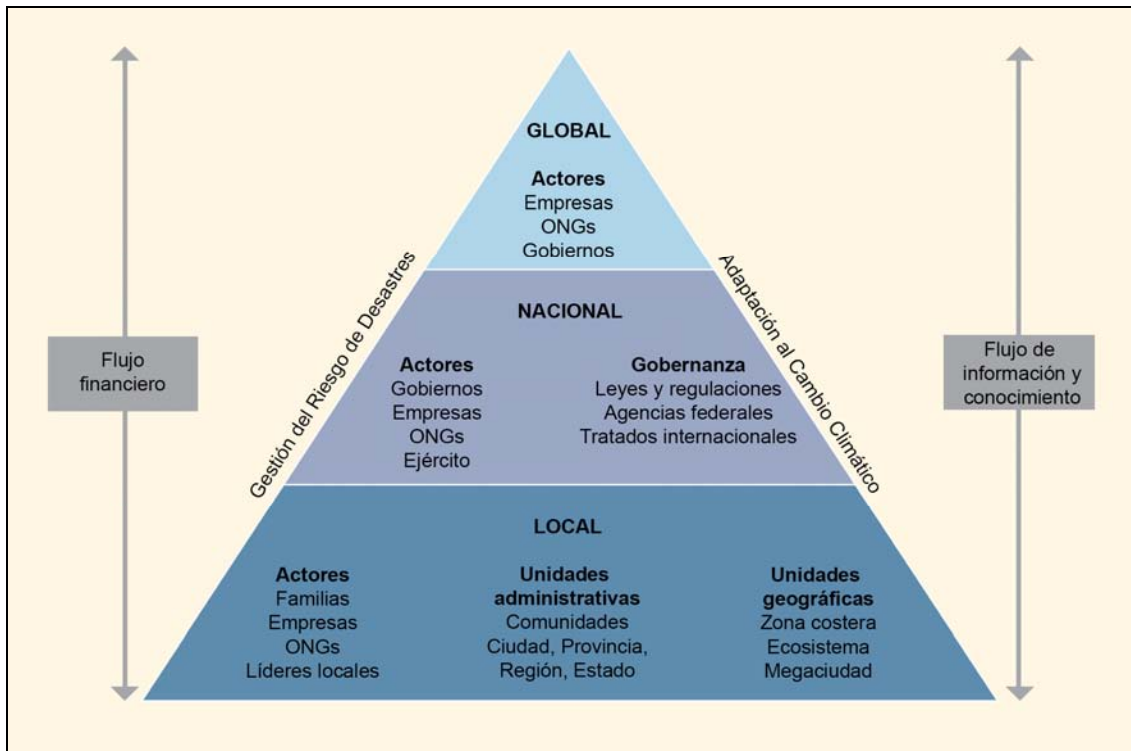 GLOBAL
Actores
Empresas
ONGs
Gobiernos
NACIONAL
Actores
Gobiernos
Empresas
ONGs
Ejército
Gobernanza
Leyes y regulaciones
Agencias federales
Tratados internacionales
LOCAL
Actores
Familias
Empresas
ONGs
Líderes locales
Unidades
administrativas
Comunidades
Ciudad, Provincia,
Región, Estado
Unidades
geográficas
Zona costera
Ecosistema
Megaciudad
Gestión del Riesgo de Desastres
Adaptación al Cambio Climático
Flujo
financiero
Flujo de
información y
conocimiento